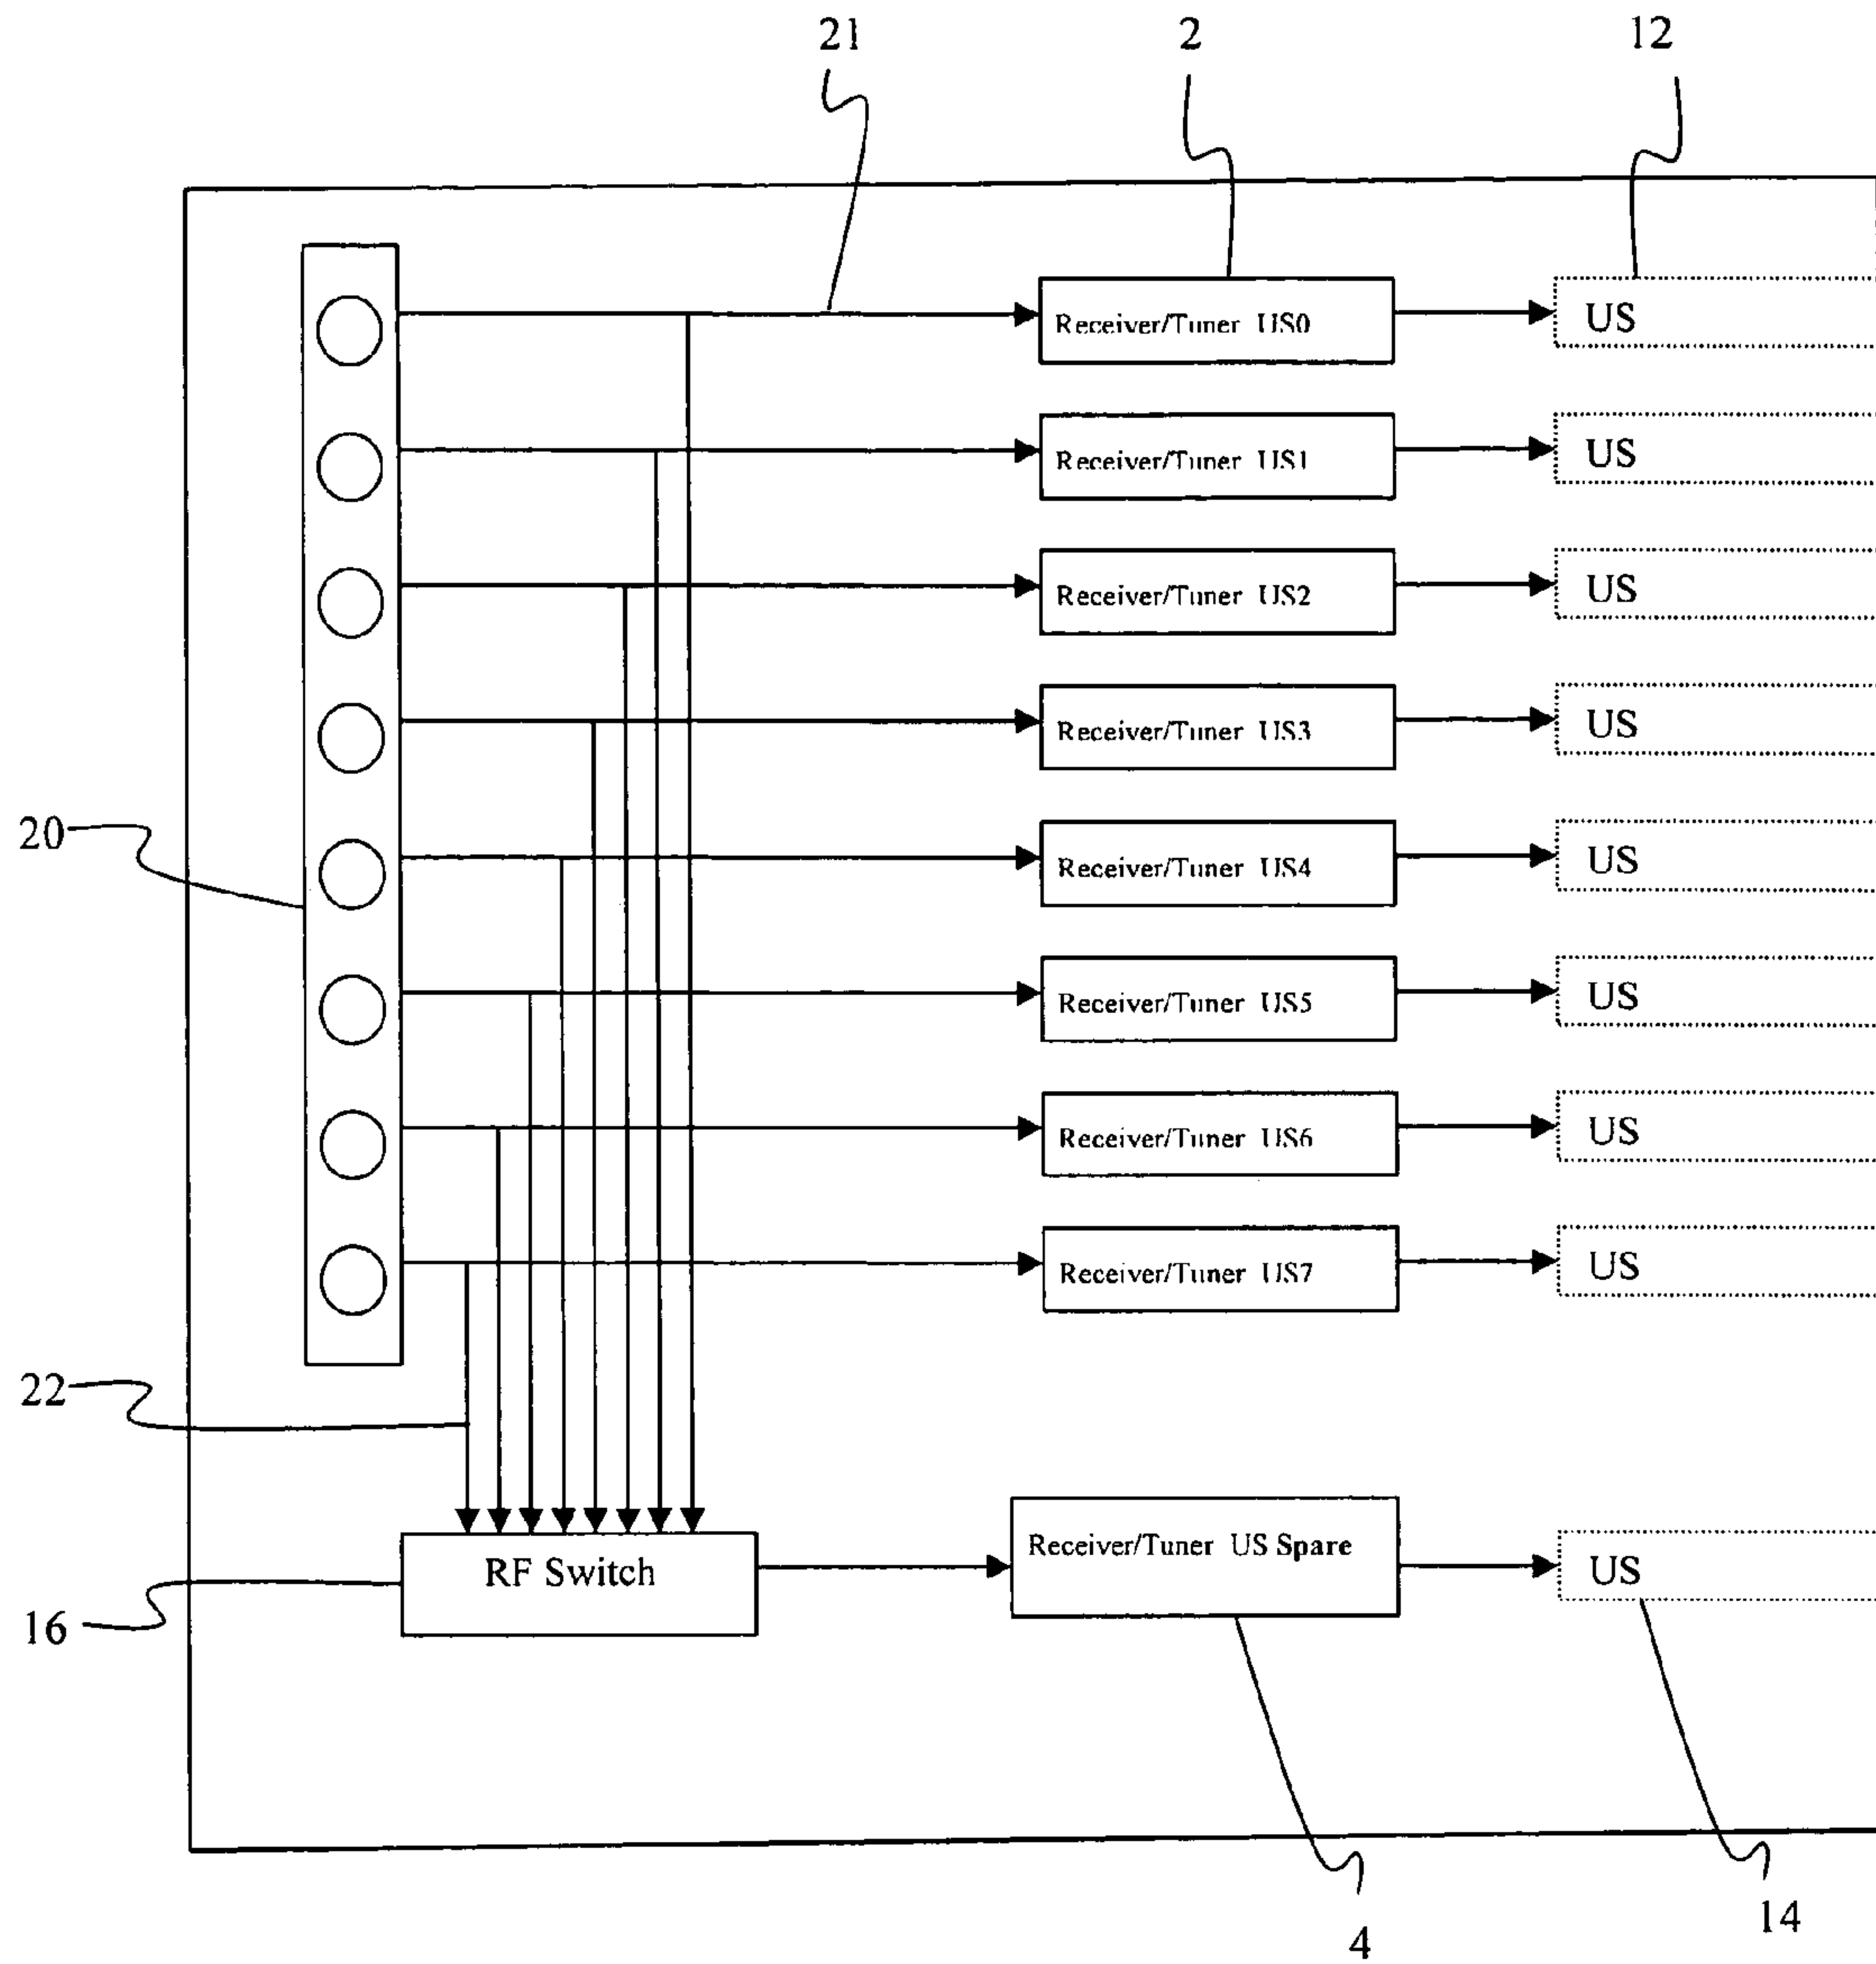 21 2 12
Receiver/Tuner US0 US
Receiver/Tuner US1 US
Receiver/Tuner US2 US
Receiver/Tuner US3 US
20
Receiver/Tuner US4 US
Receiver/Tuner US5 US
Receiver/Tuner US6 US
Receiver/Tuner US7 US
22
Receiver/Tuner US Spare
RF Switch US
16
14
4